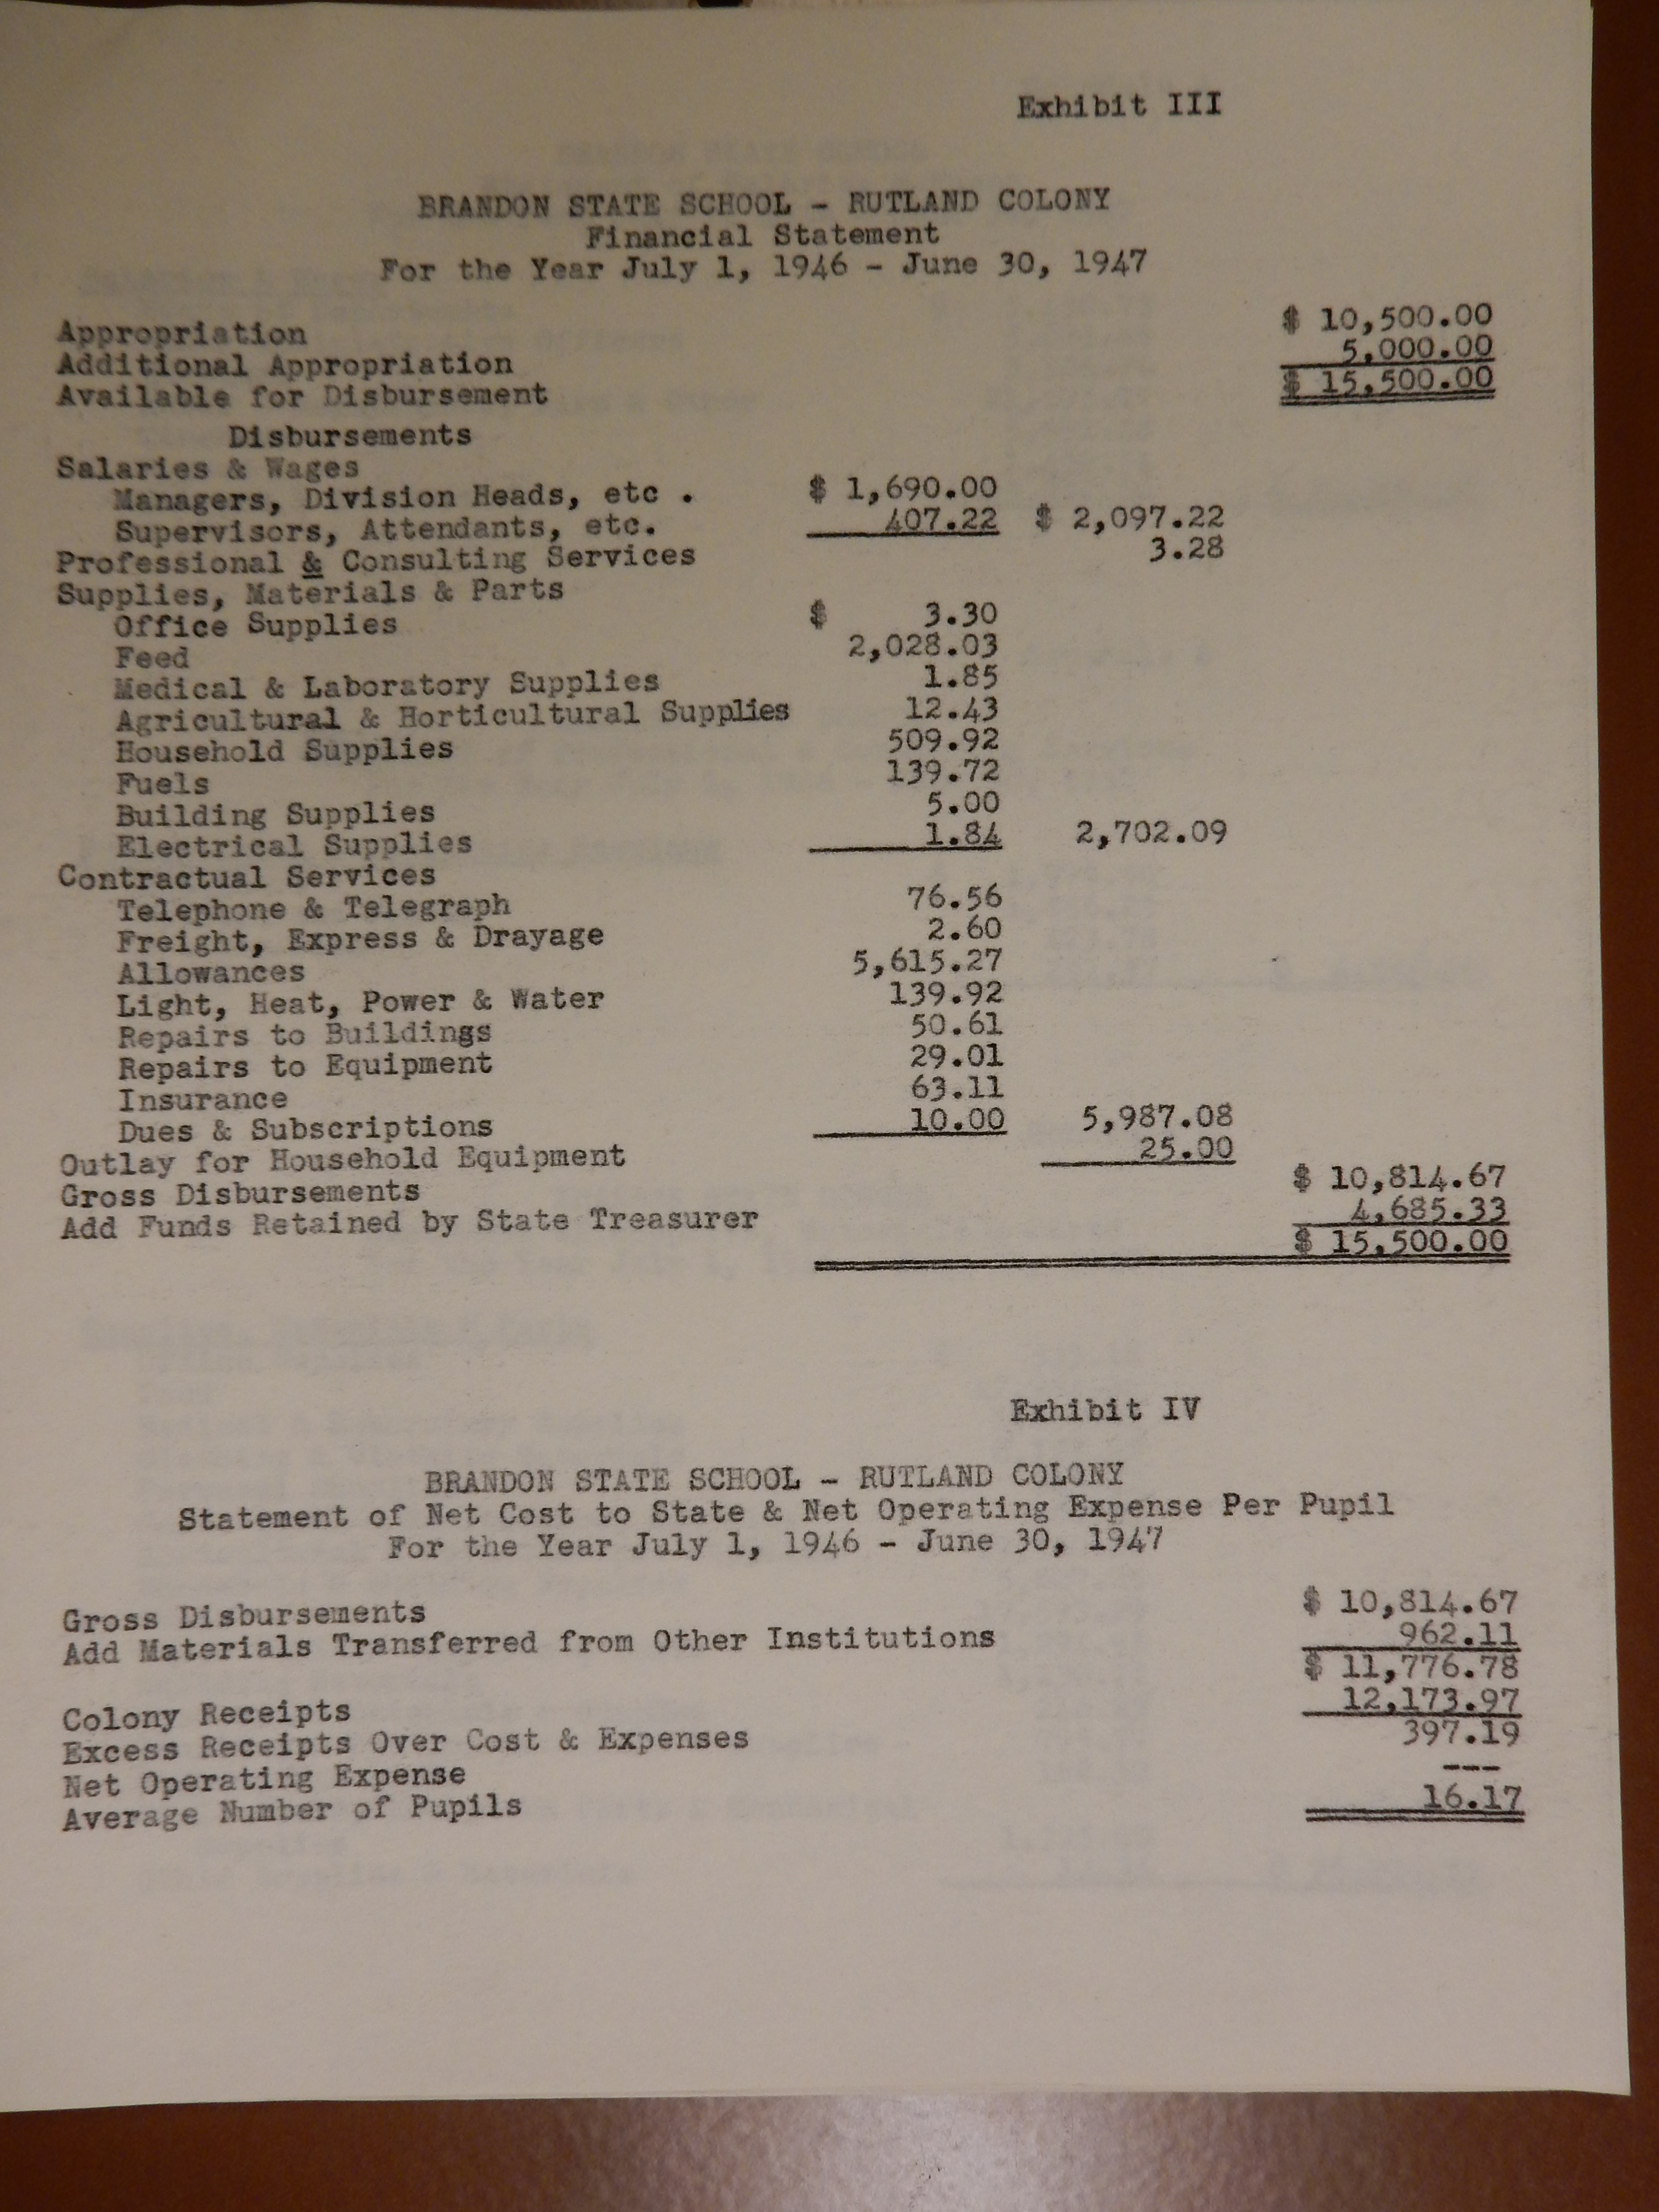 Exhibit III
BRANDON STATE SCHOOL - RUTLAND COLONY
Financial Statement
For the Year July 1, 1946 - June 30, 1947
Appropriation $ 10,500.00
Additional Appropriation 5,000.00
Available for Disbursement $ 15,500.00
Disbursements
Salaries & Wages
Managers, Division Heads, etc . $ 1,690.00
Supervisors, Attendants, etc. 407.22 $ 2,097.22
Professional & Consulting Services 3.28
Supplies, Materials & Parts
Office Supplies $ 3.30
Feed 2,028.03
Medical & Laboratory Supplies 1.85
Agricultural & Horticultural Supplies 12.43
Household Supplies 509.92
Fuels 139.72
Building Supplies 5.00
Electrical Supplies 1.84 2,702.09
Contractual Services
Telephone & Telegraph 76.56
Freight, Express & Drayage 2.60
Allowances 5,615.27
Light, Heat, Power & Water 139.92
Repairs to Buildings 50.61
Repairs to Equipment 29.01
Insurance 63.11
Dues & Subscriptions 10.00 5,987.08
Outlay for Household Equipment 25.00
Gross Disbursements $ 10,814.67
Add Funds Retained by State Treasurer 4,685.33
$ 15,500.00
Exhibit IV
BRANDON STATE SCHOOL - RUTLAND COLONY
Statement of Net Cost to State & Net Operating Expense Per Pupil
For the Year July 1, 1946 - June 30, 1947
Gross Disbursements $ 10,814.67
Add Materials Transferred from Other Institutions 962.11
$ 11,776.78
Colony Receipts 12,173.97
Excess Receipts Over Cost & Expenses 397.19
Net Operating Expense ---
Average Number of Pupils 16.17